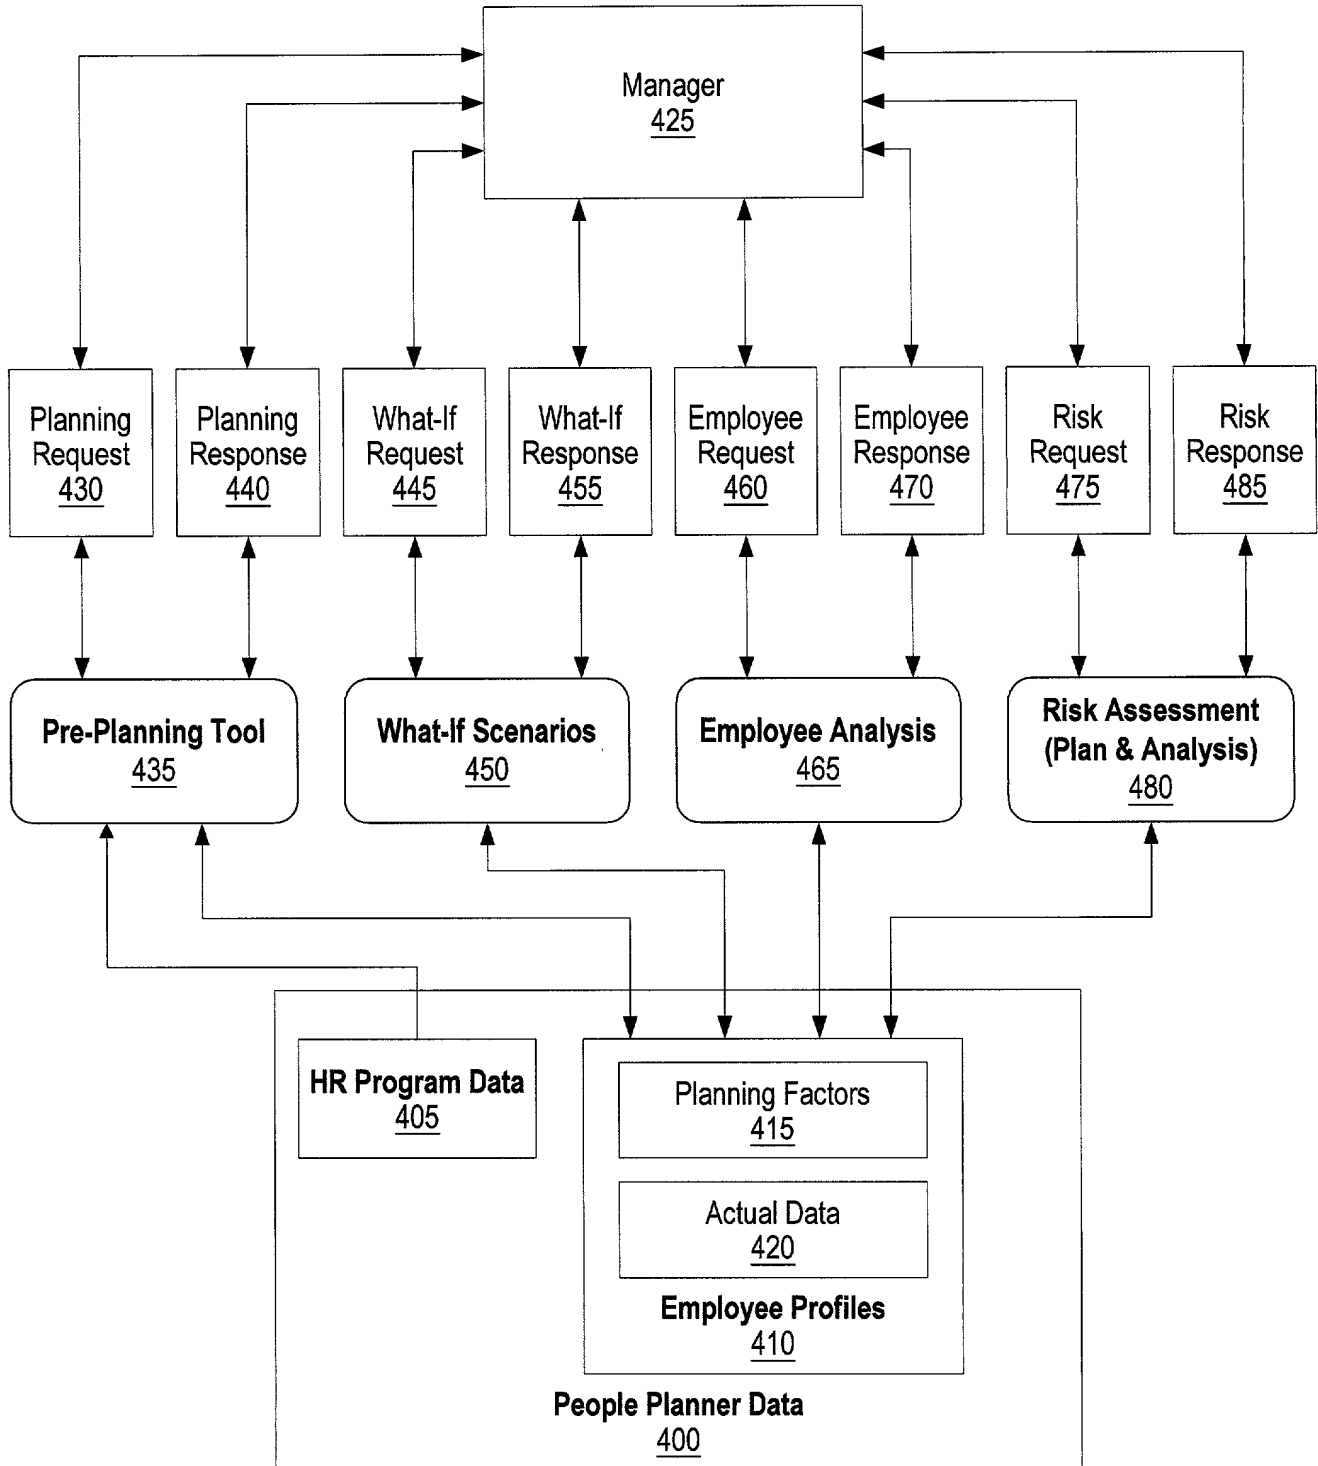 Manager
425
Planning
Request
430
Planning
Response
440
What-If
Request
445
What-If
Response
455
Employee
Request
460
Employee
Response
470
Risk
Request
475
Risk
Response
485
Pre-Planning Tool
435
What-If Scenarios
450
Employee Analysis
465
Risk Assessment
(Plan & Analysis)
480
HR Program Data
405
Planning Factors
415
Actual Data
420
Employee Profiles
410
People Planner Data
400